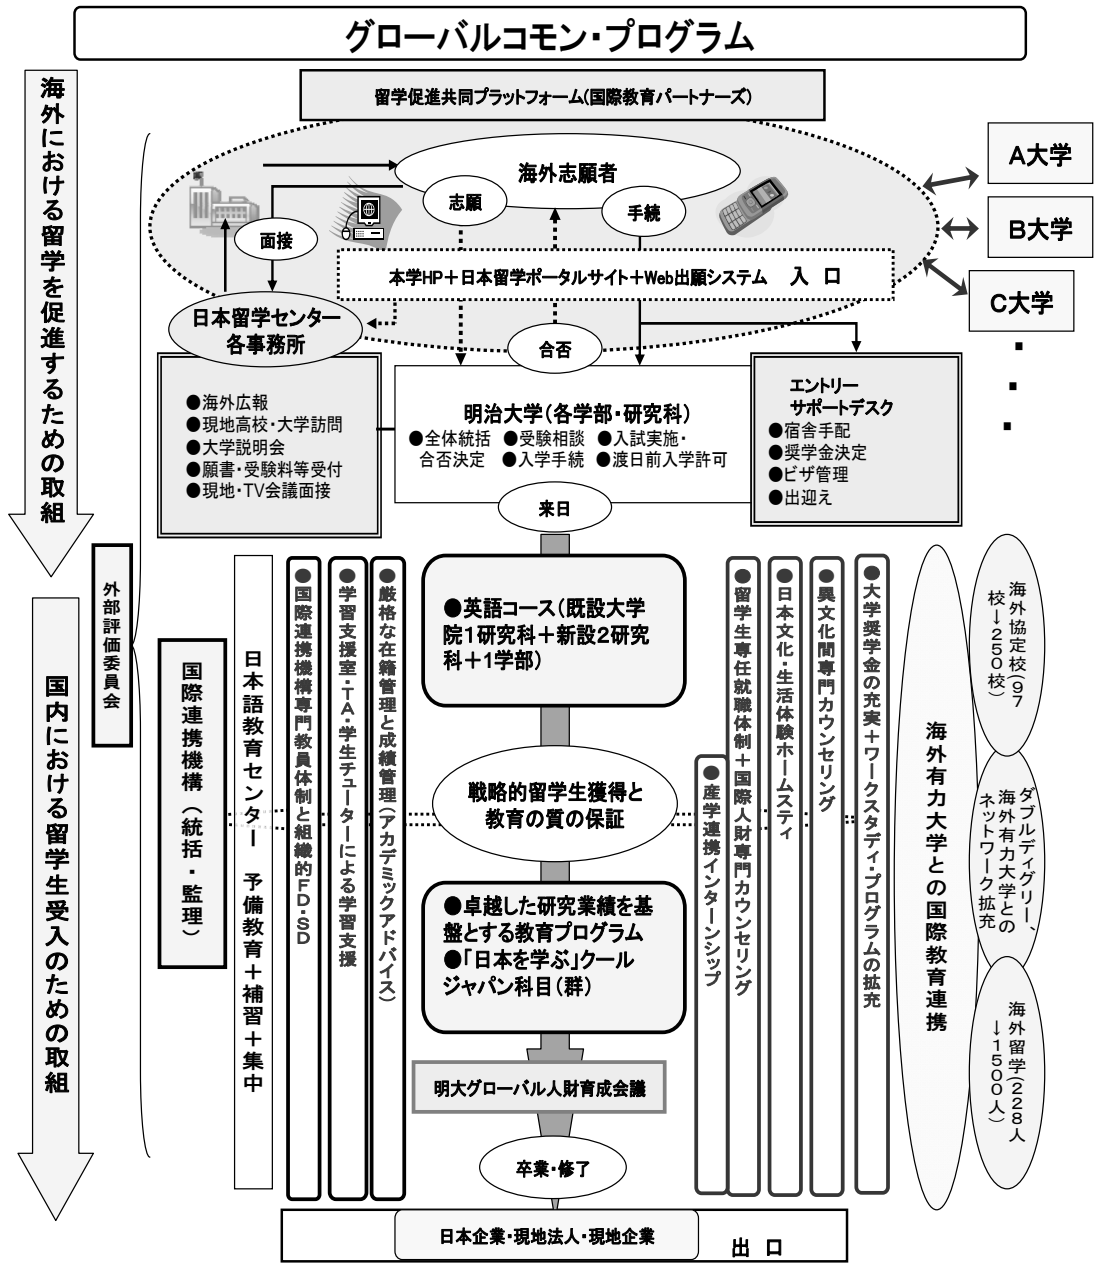 グローバルコモン・プログラム
海外における留学を促進するための取組
留学促進共同プラットフォーム(国際教育パートナーズ)
海外志願者
志願
手続
面接
A大学
B大学
C大学
・
・
・
本学HP+日本留学ポータルサイト+Web出願システム 入 口
日本留学センター
各事務所
合否
●海外広報
●現地高校・大学訪問
●大学説明会
●願書・受験料等受付
●現地・TV会議面接
明治大学(各学部・研究科)
●全体統括 ●受験相談 ●入試実施・
合否決定 ●入学手続 ●渡日前入学許可
エントリー
サポートデスク
●宿舎手配
●奨学金決定
●ビザ管理
●出迎え
来日
国内における留学生受入のための取組
外部評価委員会
国際連携機構(統括・監理)
日本語教育センター 予備教育+補習+集中
●国際連携機構専門教員体制と組織的FD・SD
●学習支援室・TA・学生チューターによる学習支援
●厳格な在籍管理と成績管理(アカデミックアドバイス)
●英語コース(既設大学
院1研究科+新設2研究
科+1学部)
戦略的留学生獲得と
教育の質の保証
●卓越した研究業績を基
盤とする教育プログラム
●「日本を学ぶ」クール
ジャパン科目(群)
明大グローバル人財育成会議
卒業・修了
●産学連携インターンシップ
●留学生専任就職体制+国際人財専門カウンセリング
●日本文化・生活体験ホームスティ
●異文化間専門カウンセリング
●大学奨学金の充実+ワークスタディ・プログラムの拡充
海外有力大学との国際教育連携
海外協定校(97
校→250校)
ダブルディグリー、
海外有力大学との
ネットワーク拡充
海外留学(228人
→1500人)
日本企業・現地法人・現地企業
出 口